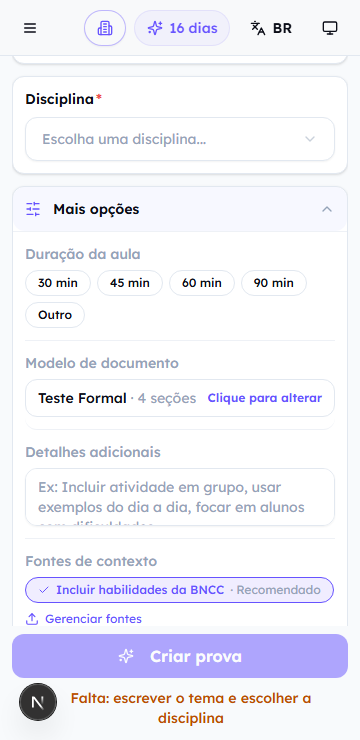 16 dias
BR
Disciplina*
Escolha uma disciplina...
Mais opções
Duração da aula
30 min 45 min 60 min 90 min
Outro
Modelo de documento
Teste Formal · 4 seções Clique para alterar
Detalhes adicionais
Ex: Incluir atividade em grupo, usar
exemplos do dia a dia, focar em alunos
com dificuldades
Fontes de contexto
Incluir habilidades da BNCC · Recomendado
Gerenciar fontes
Criar prova
N
Falta: escrever o tema e escolher a
disciplina